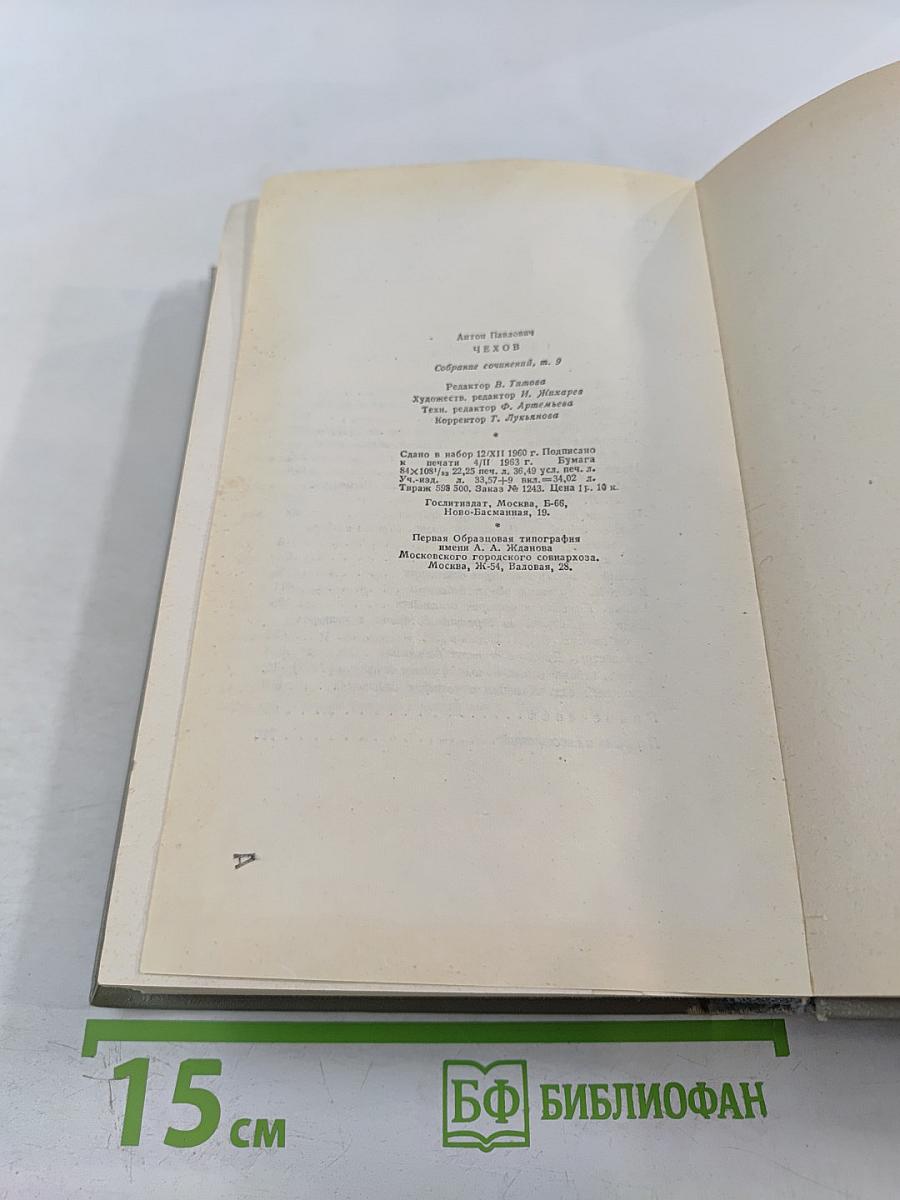 Антон Павлович
ЧЕХОВ
Собрание сочинений, т. 9
Редактор В. Титова
Художеств. редактор И. Жихарев
Техн. редактор Ф. Артемьева
Корректор Т. Лукьянова
*
Сдано в набор 12/XII 1960 г. Подписано
к печати 4/II 1963 г. Бумага
84×108¹/₃₂ 22,25 печ. л. 36,49 усл. печ. л.
Уч.-изд. л. 33,57+9 вкл.=34,02 л.
Тираж 598 500. Заказ № 1243. Цена 1 р. 10 к.
Гослитиздат, Москва, Б-66,
Ново-Басманная, 19.
*
Первая Образцовая типография
имени А. А. Жданова
Московского городского совнархоза.
Москва, Ж-54, Валовая, 28.
А
15 см
БФ БИБЛИОФАН